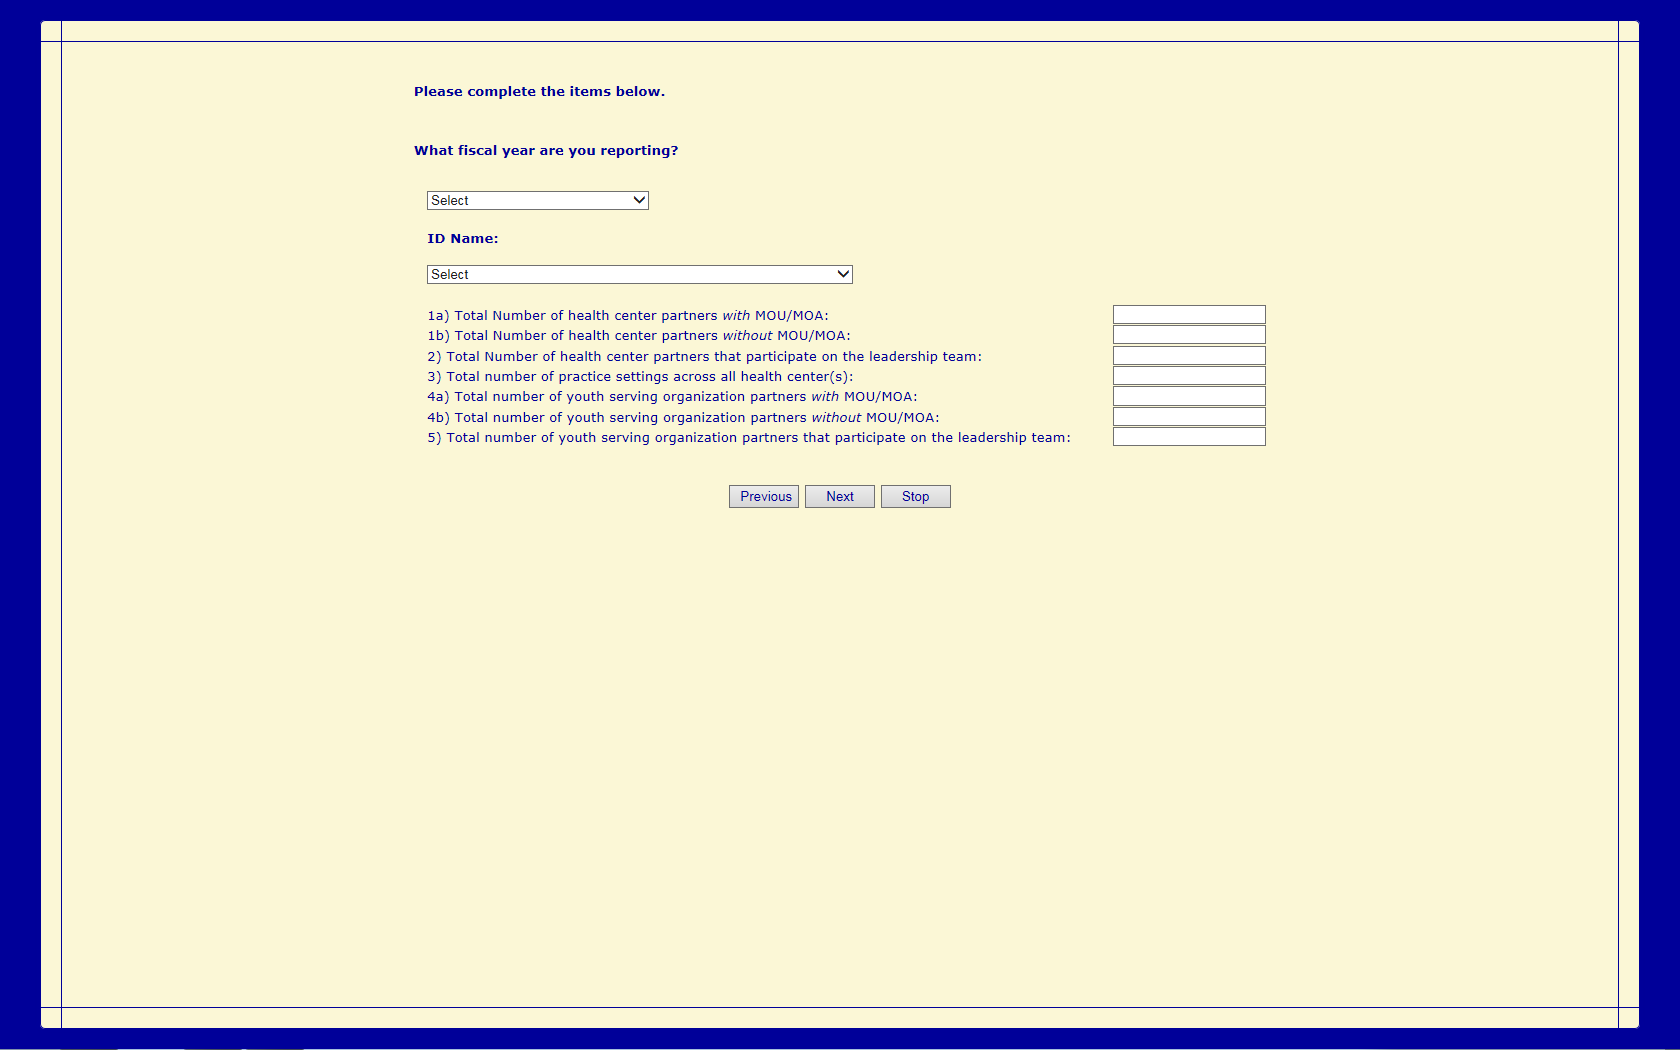 Please complete the items below.
What fiscal year are you reporting?
Select
ID Name:
Select
1a) Total Number of health center partners with MOU/MOA:
1b) Total Number of health center partners without MOU/MOA:
2) Total Number of health center partners that participate on the leadership team:
3) Total number of practice settings across all health center(s):
4a) Total number of youth serving organization partners with MOU/MOA:
4b) Total number of youth serving organization partners without MOU/MOA:
5) Total number of youth serving organization partners that participate on the leadership team:
Previous Next Stop